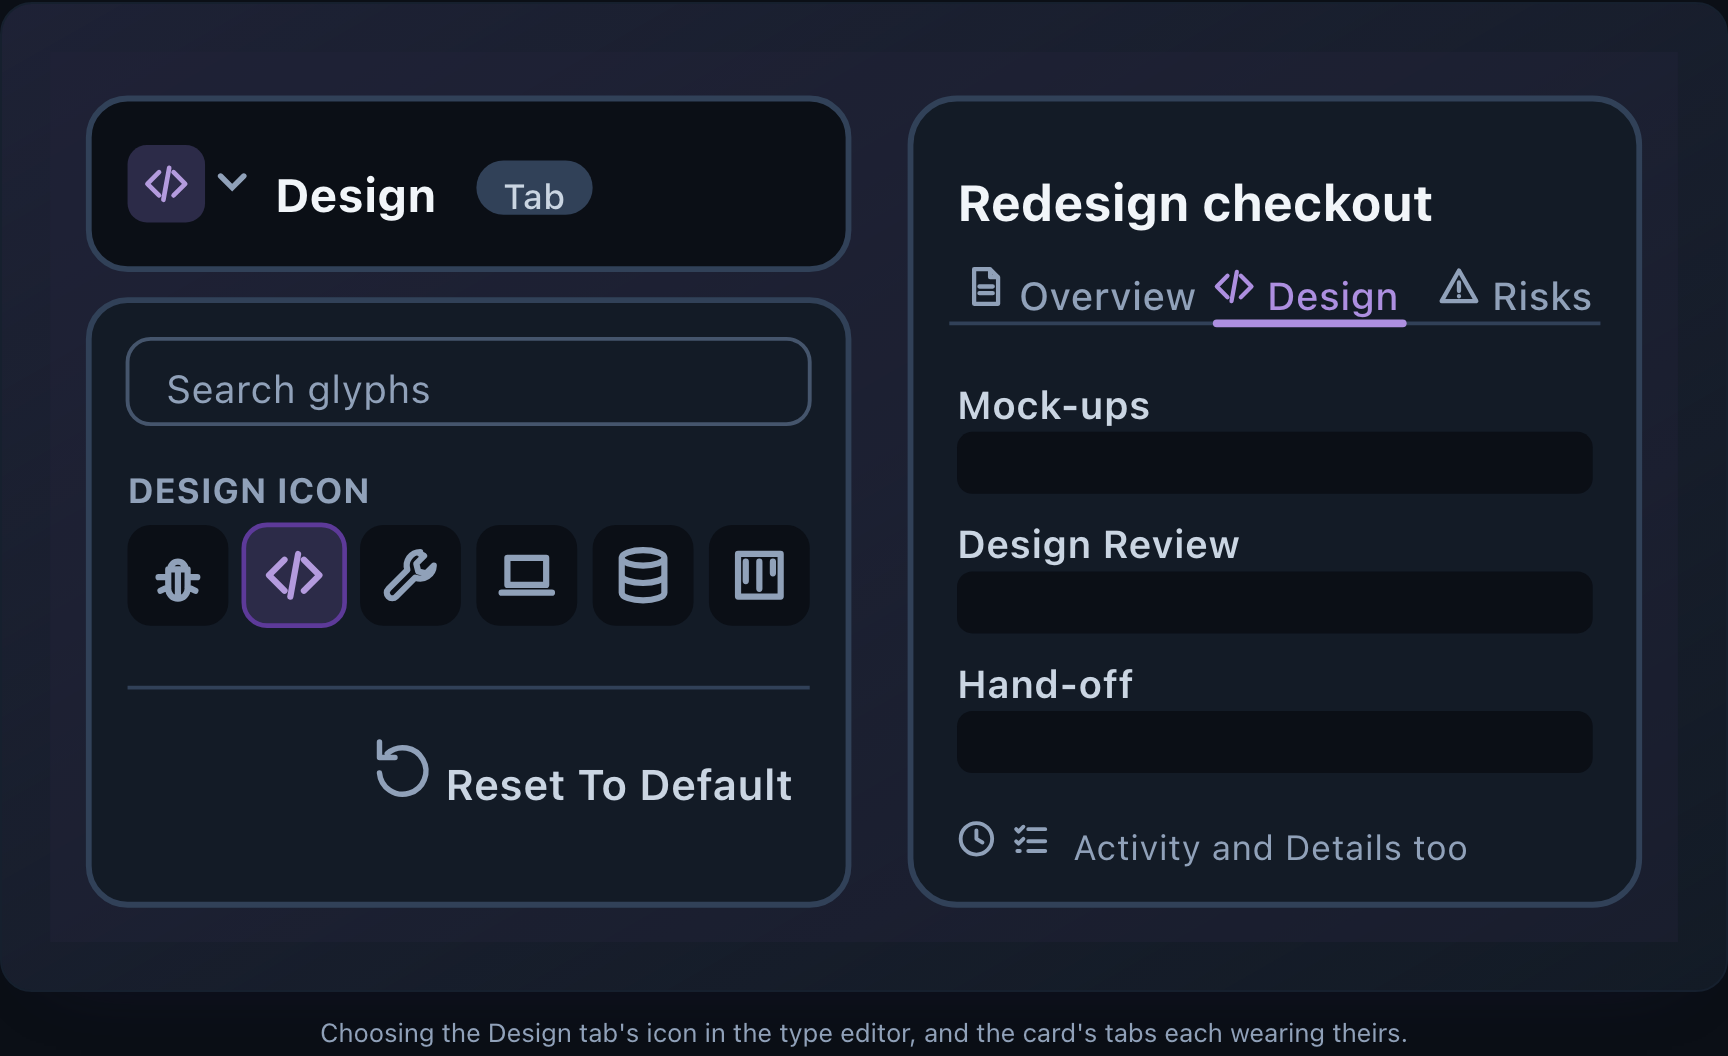 Design
Tab
Search glyphs
DESIGN ICON
Reset To Default
Redesign checkout
Overview Design Risks
Mock-ups
Design Review
Hand-off
Activity and Details too
Choosing the Design tab's icon in the type editor, and the card's tabs each wearing theirs.